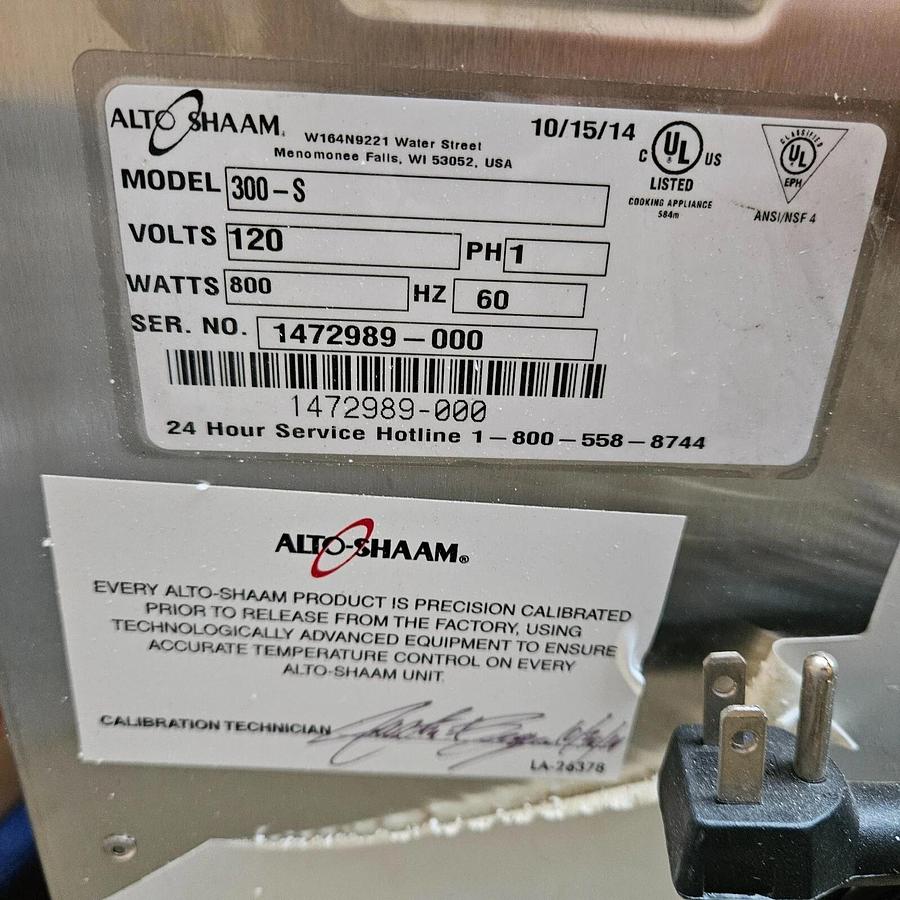 ALTO SHAAM.
W164N9221 Water Street
Menomonee Falls, WI 53052, USA
10/15/14
C UL US
LISTED
COOKING APPLIANCE
584m
CLASSIFIED
UL
EPH
ANSI/NSF 4
MODEL 300-S
VOLTS 120 PH 1
WATTS 800 HZ 60
SER. NO. 1472989-000
1472989-000
24 Hour Service Hotline 1-800-558-8744
ALTO-SHAAM®
EVERY ALTO-SHAAM PRODUCT IS PRECISION CALIBRATED
PRIOR TO RELEASE FROM THE FACTORY, USING
TECHNOLOGICALLY ADVANCED EQUIPMENT TO ENSURE
ACCURATE TEMPERATURE CONTROL ON EVERY
ALTO-SHAAM UNIT.
CALIBRATION TECHNICIAN
LA-26378